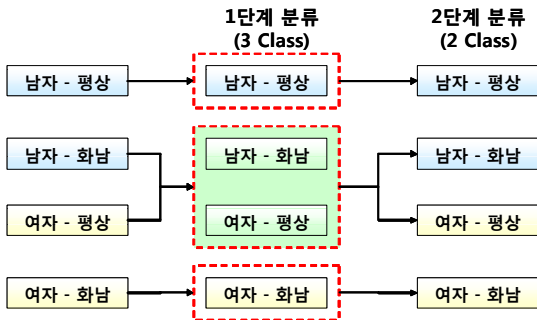 1단계 분류
(3 Class)
2단계 분류
(2 Class)
남자 - 평상
남자 - 평상
남자 - 평상
남자 - 화남
남자 - 화남
남자 - 화남
여자 - 평상
여자 - 평상
여자 - 평상
여자 - 화남
여자 - 화남
여자 - 화남